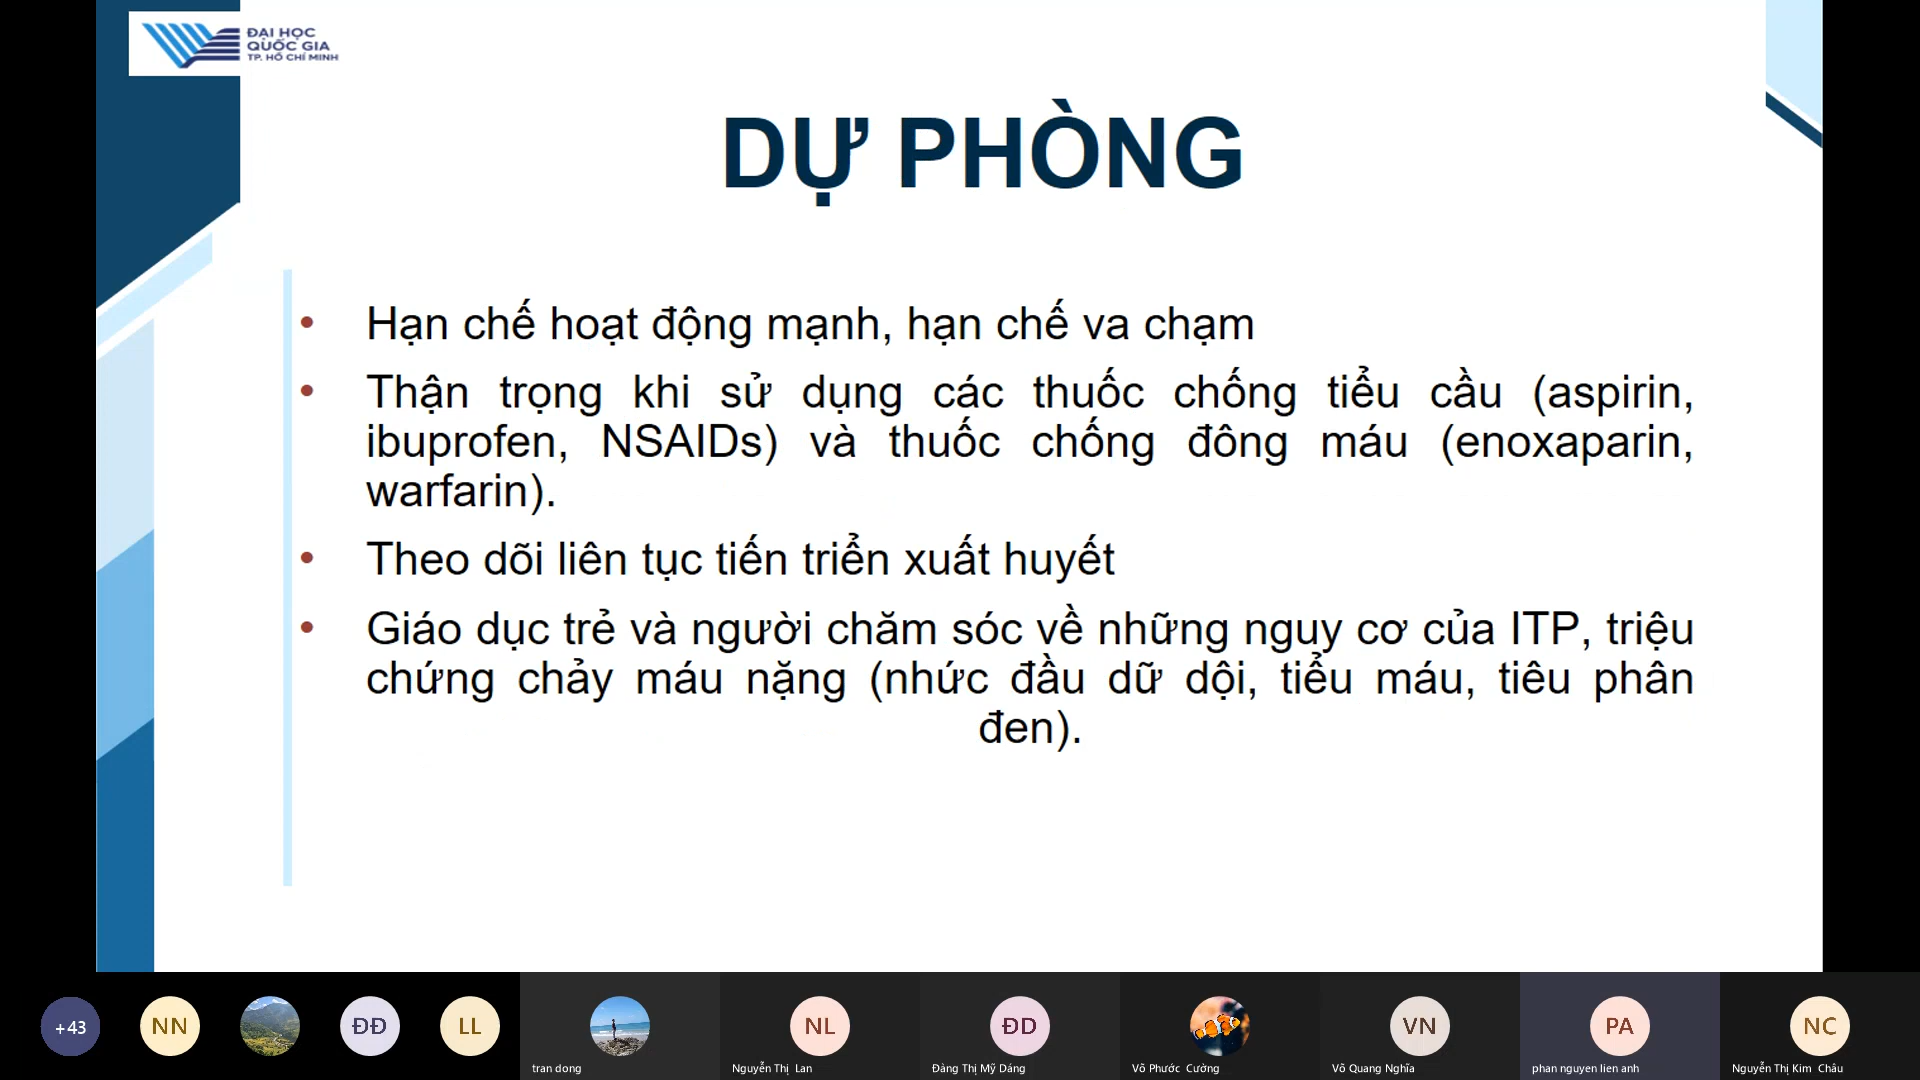 ĐẠI HỌC
QUỐC GIA
TP. HỒ CHÍ MINH
DỰ PHÒNG
• Hạn chế hoạt động mạnh, hạn chế va chạm
• Thận trọng khi sử dụng các thuốc chống tiểu cầu (aspirin,
ibuprofen, NSAIDs) và thuốc chống đông máu (enoxaparin,
warfarin).
• Theo dõi liên tục tiến triển xuất huyết
• Giáo dục trẻ và người chăm sóc về những nguy cơ của ITP, triệu
chứng chảy máu nặng (nhức đầu dữ dội, tiểu máu, tiêu phân
đen).
+43
NN
ĐĐ
LL
tran dong
NL
Nguyễn Thị Lan
ĐD
Đàng Thị Mỹ Dáng
Võ Phước Cường
VN
Võ Quang Nghĩa
PA
phan nguyen lien anh
NC
Nguyễn Thị Kim Châu